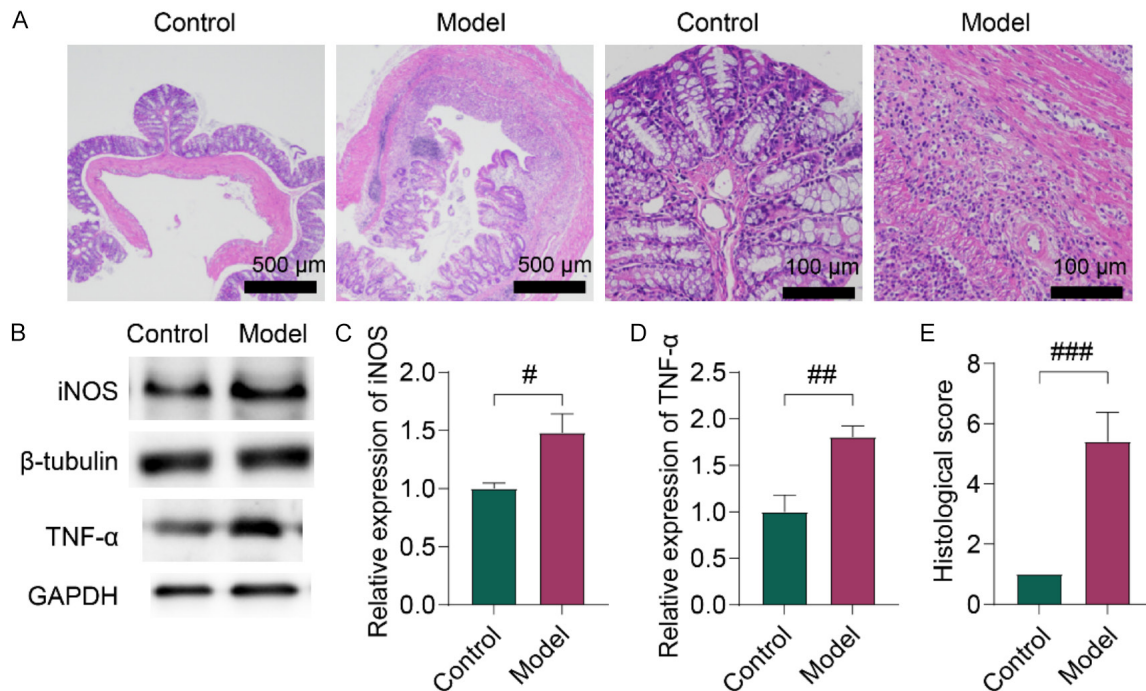 A
Control
Model
Control
Model
500 μm
500 μm
100 μm
100 μm
B
Control
Model
iNOS
β-tubulin
TNF-α
GAPDH
C
Relative expression of iNOS
2.0
1.5
1.0
0.5
0.0
#
Control
Model
D
Relative expression of TNF-α
2.5
2.0
1.5
1.0
0.5
0.0
##
Control
Model
E
Histological score
8
6
4
2
0
###
Control
Model